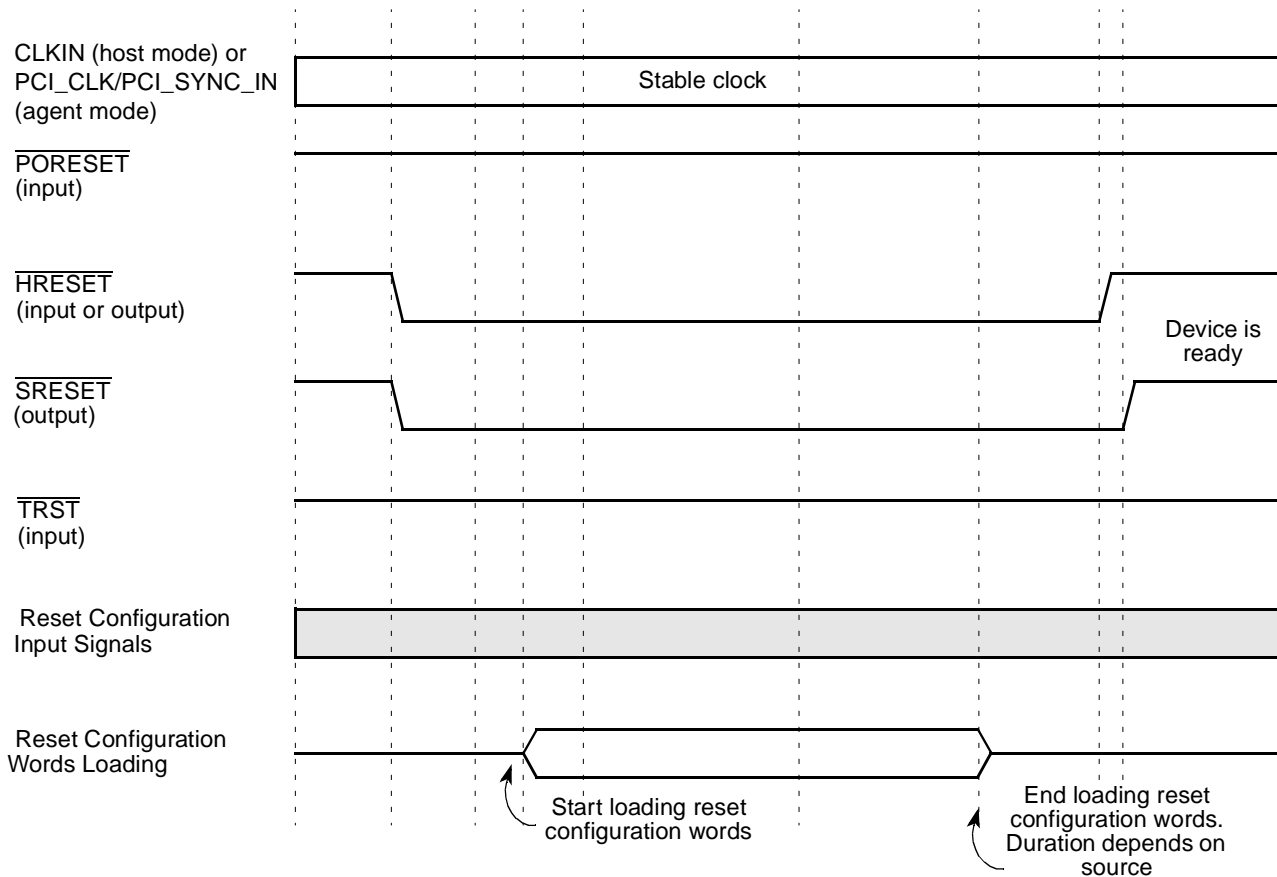 CLKIN (host mode) or
PCI_CLK/PCI_SYNC_IN
(agent mode)
Stable clock
PORESET
(input)
HRESET
(input or output)
Device is
ready
SRESET
(output)
TRST
(input)
Reset Configuration
Input Signals
Reset Configuration
Words Loading
Start loading reset
configuration words
End loading reset
configuration words.
Duration depends on
source